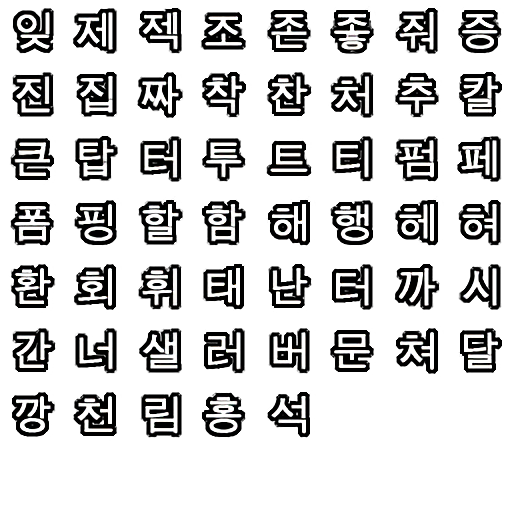 잊 제 젝 조 존 좋 줘 증
진 집 짜 착 찬 처 추 칼
큰 탑 터 투 트 티 펌 페
폼 핑 할 함 해 행 헤 혀
환 회 휘 태 난 터 까 시
간 너 샐 러 버 문 쳐 달
깡 천 림 홍 석